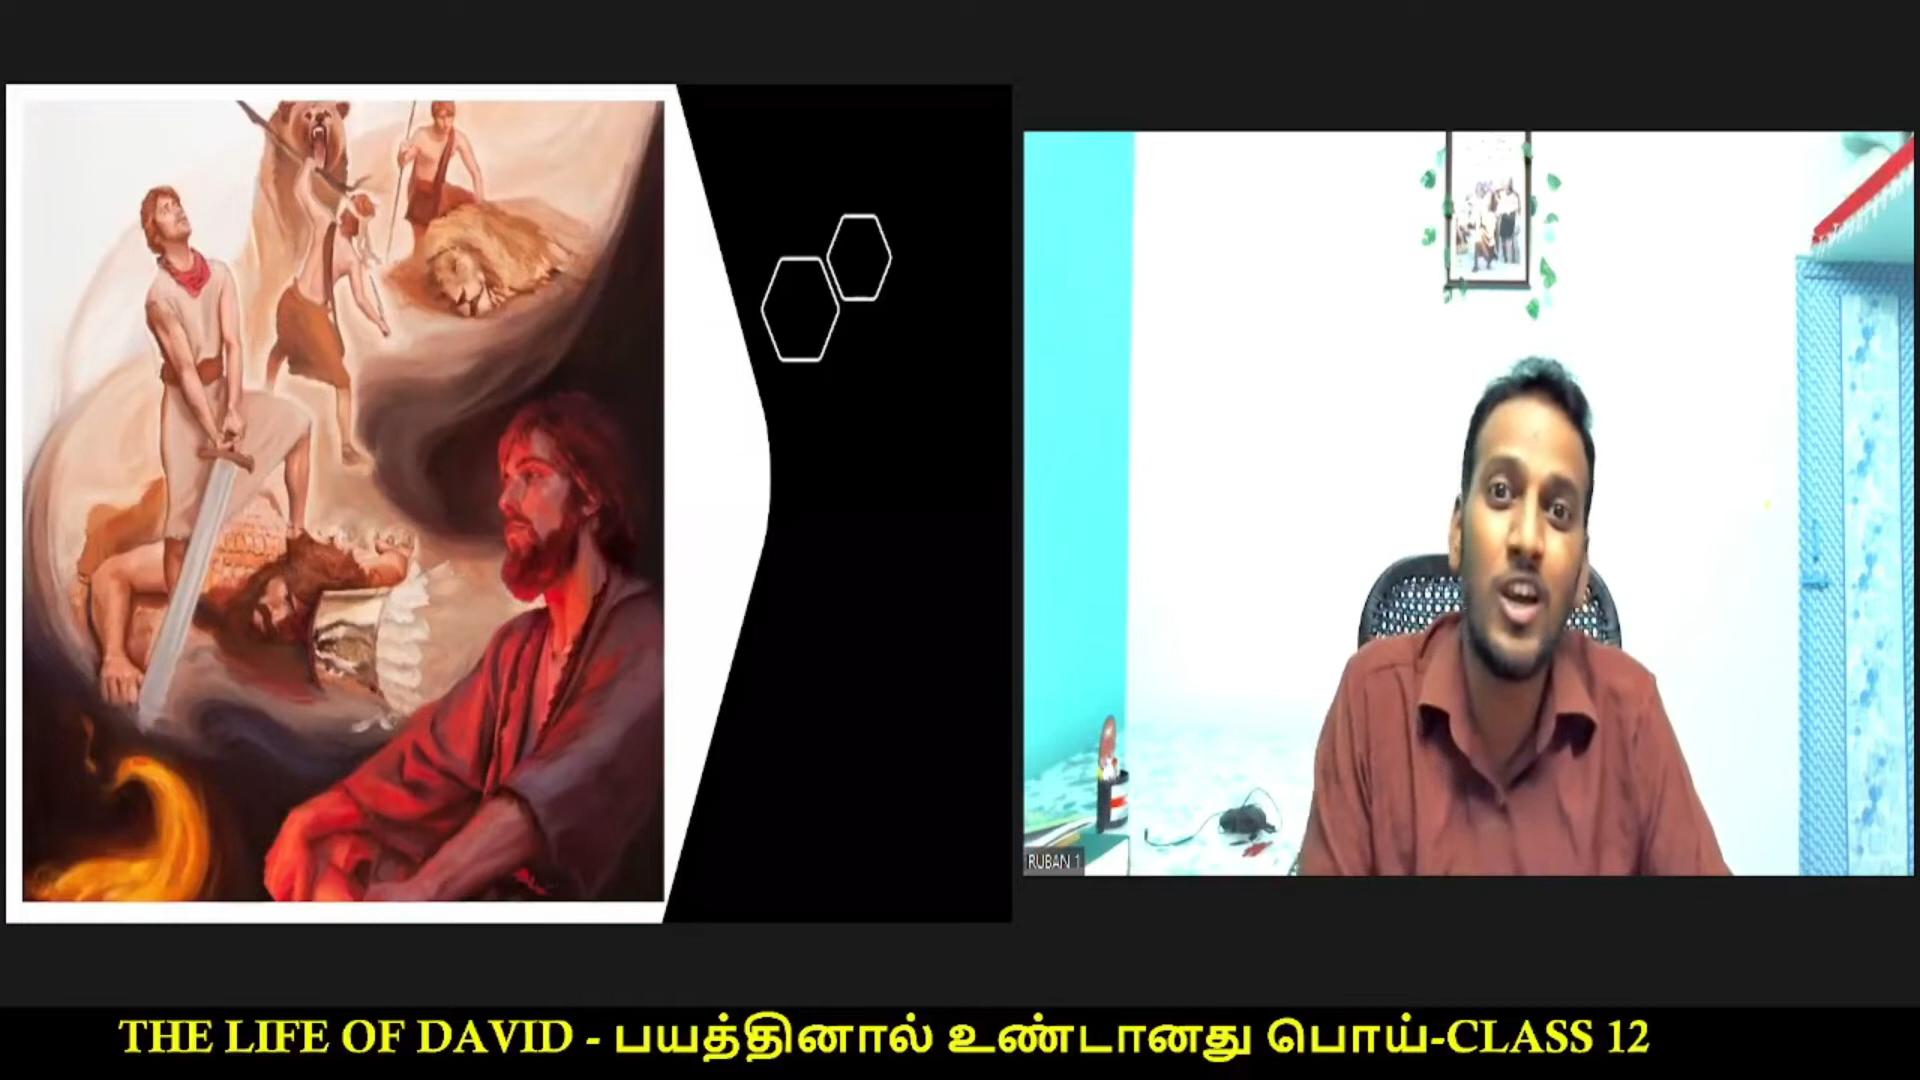 RUBAN 1
THE LIFE OF DAVID - பயத்தினால் உண்டானது பொய்-CLASS 12